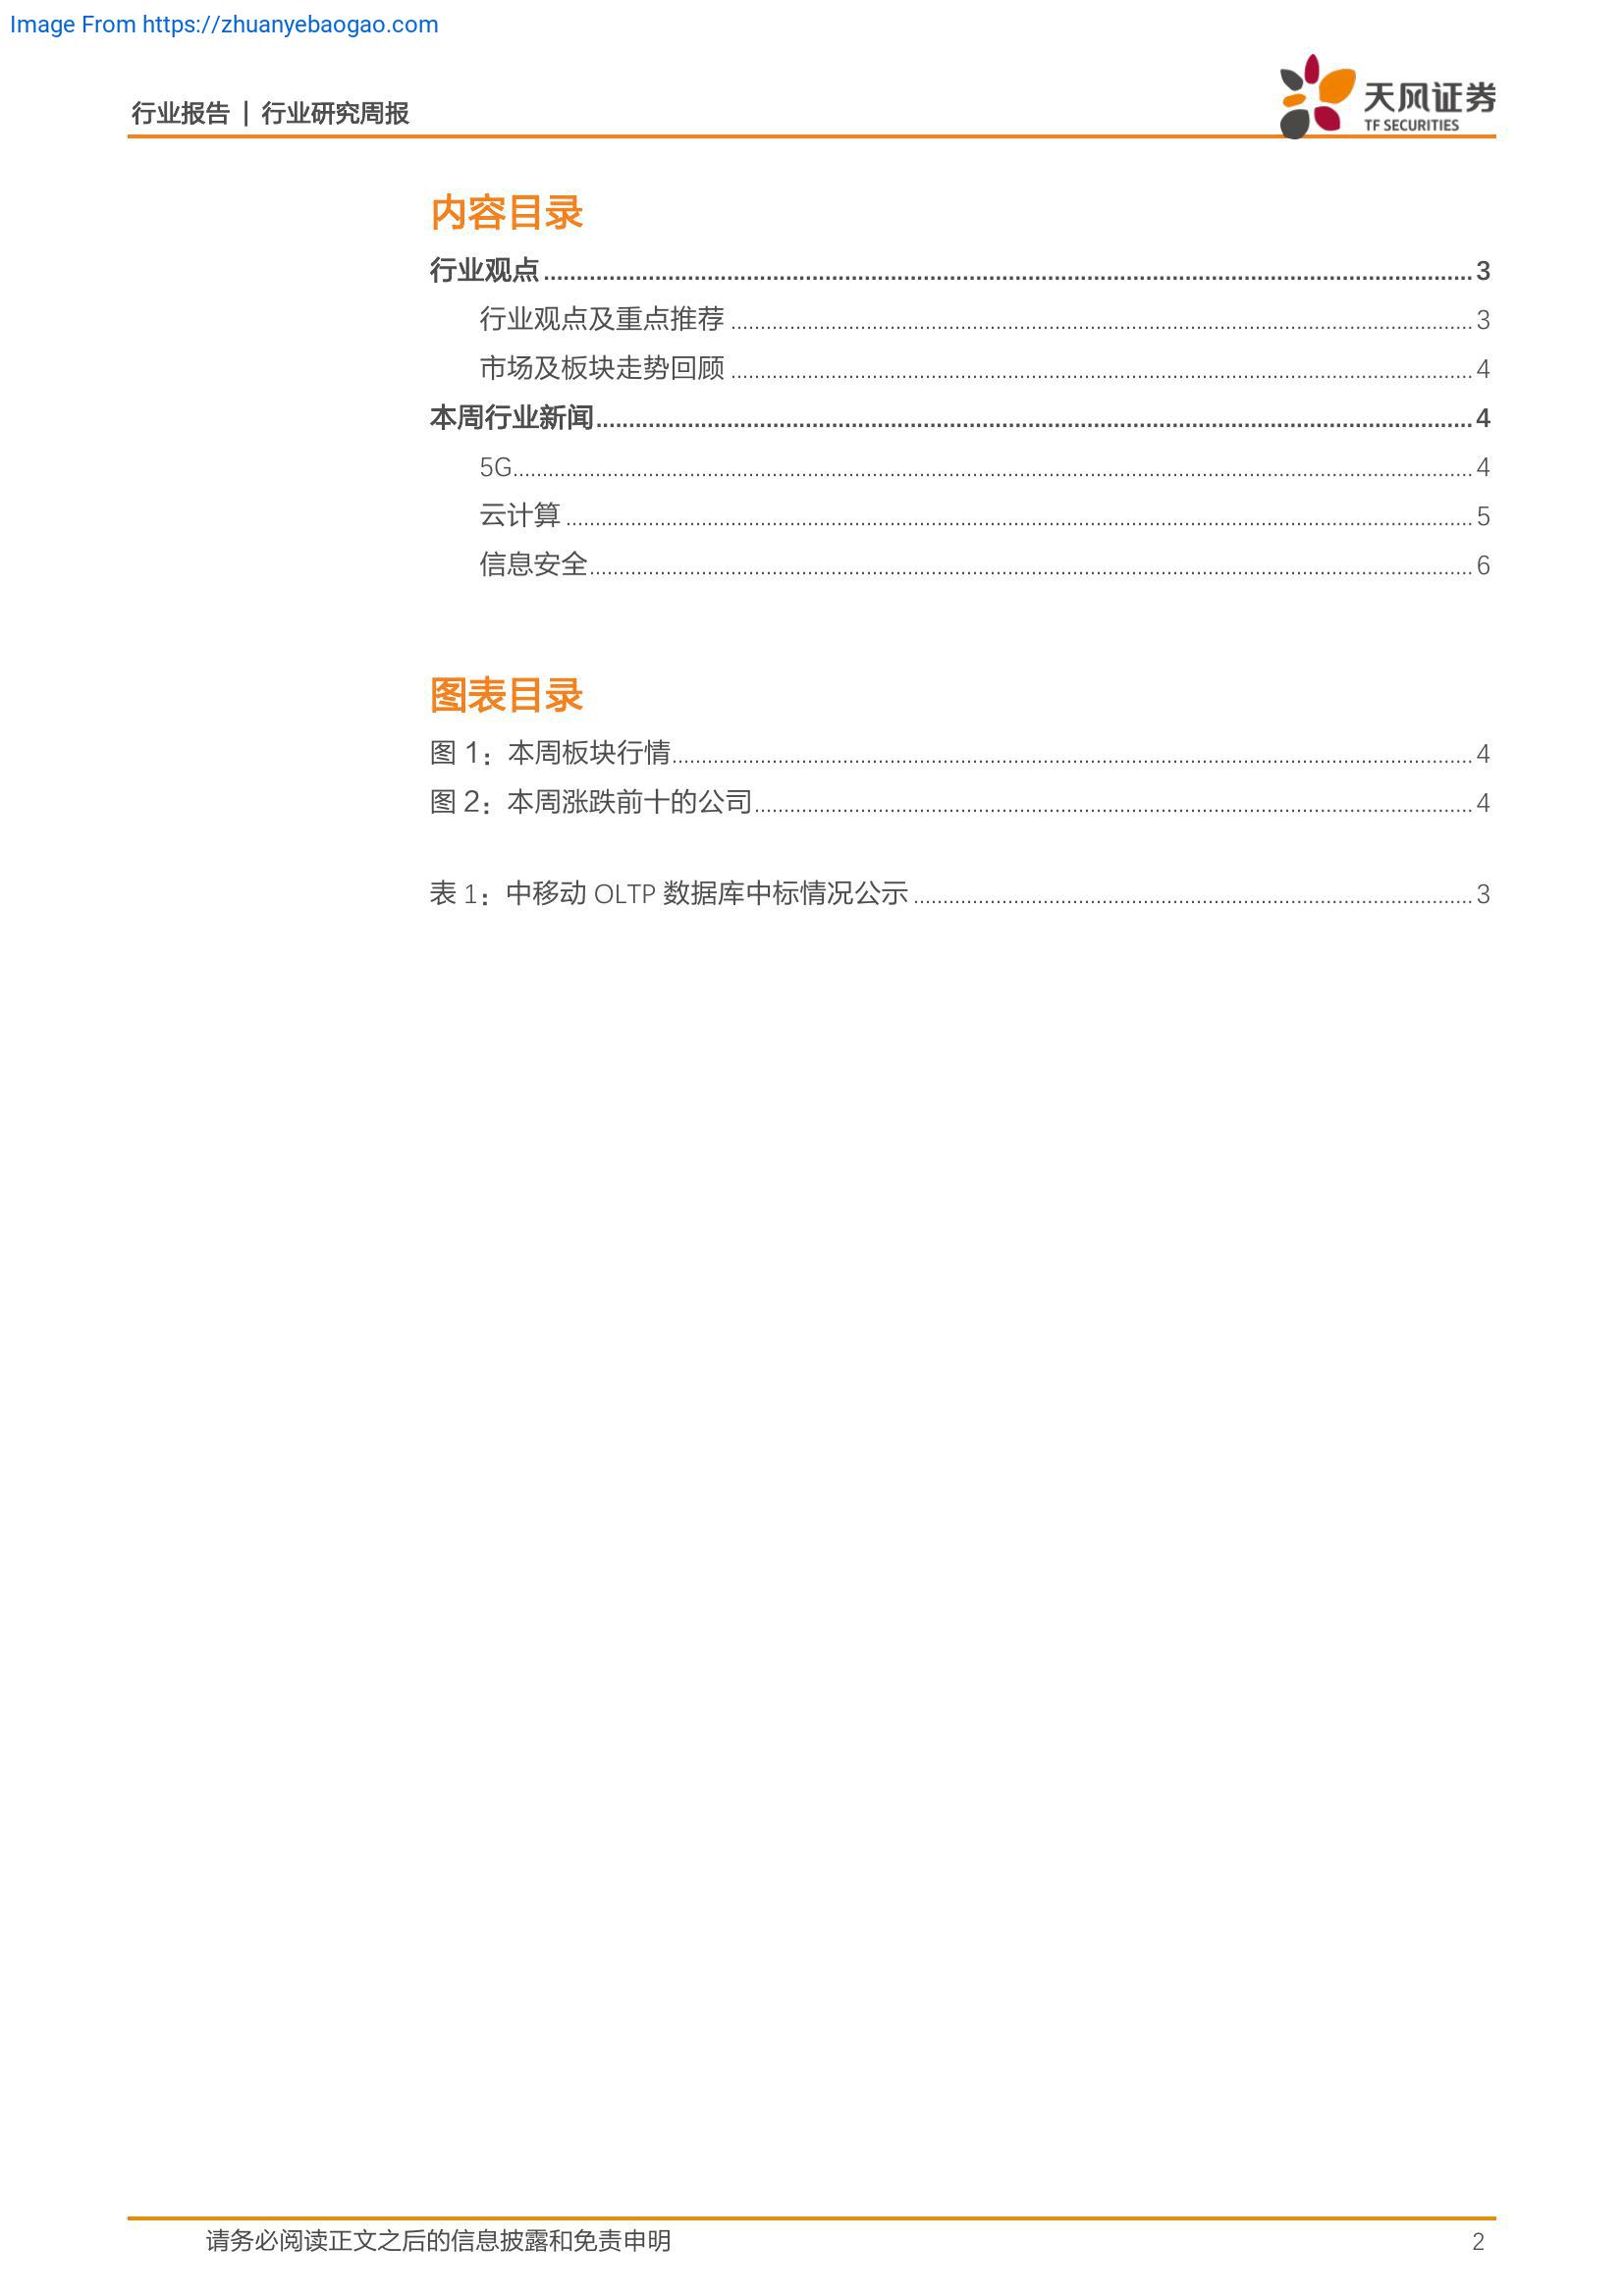 Image From https://zhuanyebaogao.com
行业报告 | 行业研究周报
天风证券
TF SECURITIES
内容目录
行业观点 3
行业观点及重点推荐 3
市场及板块走势回顾 4
本周行业新闻 4
5G 4
云计算 5
信息安全 6
图表目录
图 1：本周板块行情 4
图 2：本周涨跌前十的公司 4
表 1：中移动 OLTP 数据库中标情况公示 3
请务必阅读正文之后的信息披露和免责申明 2